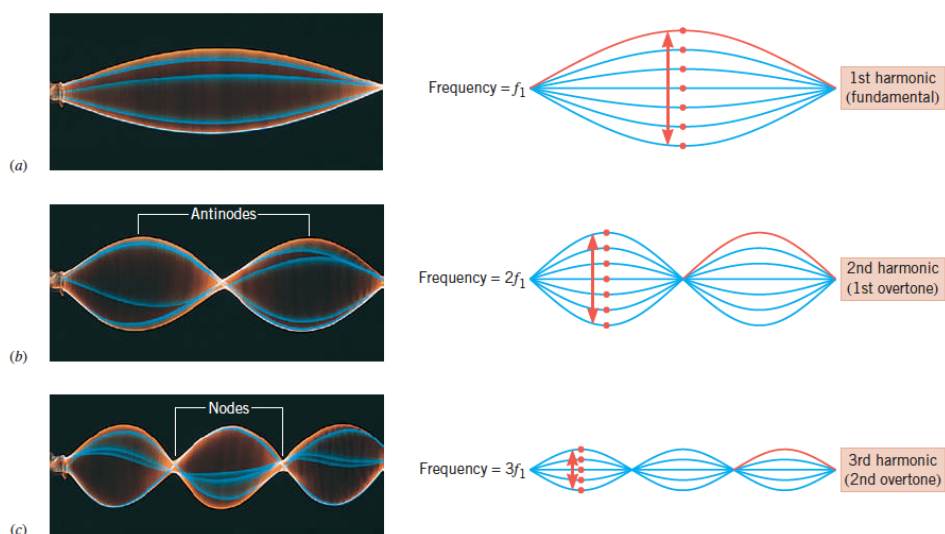 Frequency = f₁
1st harmonic
(fundamental)
(a)
Antinodes
Frequency = 2f₁
2nd harmonic
(1st overtone)
(b)
Nodes
Frequency = 3f₁
3rd harmonic
(2nd overtone)
(c)